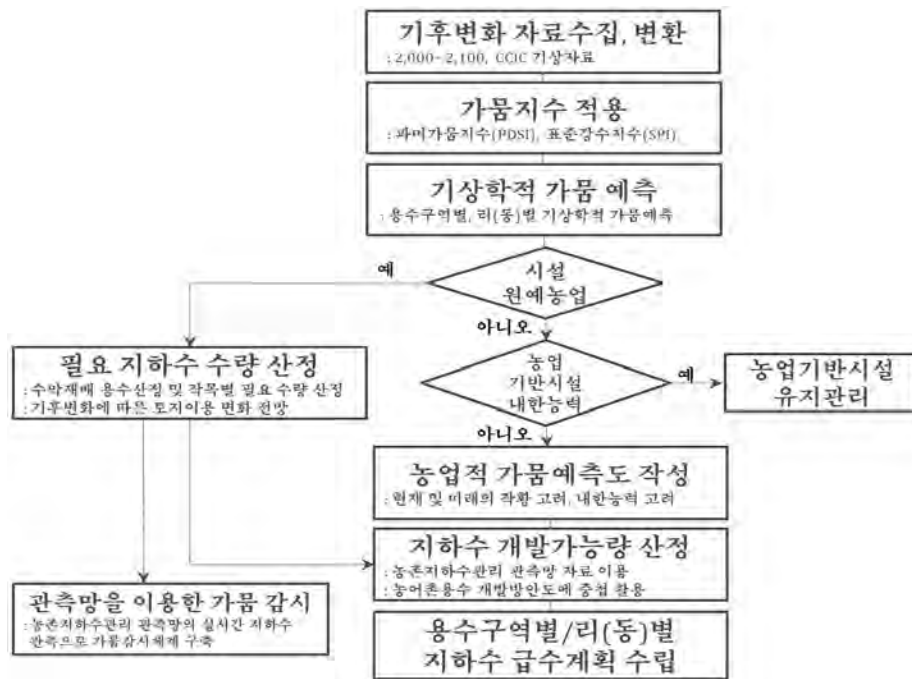 기후변화 자료수집, 변환
: 2,000~2,100, CCIC 기상자료
가뭄지수 적용
: 파머가뭄지수(PDSI), 표준강수지수(SPI)
기상학적 가뭄 예측
: 용수구역별, 리(동)별 기상학적 가뭄예측
시설
원예농업
예
아니오
필요 지하수 수량 산정
: 수막재배 용수산정 및 작목별 필요 수량 산정
: 기후변화에 따른 토지이용 변화 전망
농업
기반시설
내한능력
예
농업기반시설
유지관리
아니오
농업적 가뭄예측도 작성
: 현재 및 미래의 작황 고려, 내한능력 고려
지하수 개발가능량 산정
: 농촌지하수관리 관측망 자료 이용
: 농어촌용수 개발방안도에 중첩 활용
관측망을 이용한 가뭄 감시
: 농촌지하수관리 관측망의 실시간 지하수
관측으로 가뭄감시체계 구축
용수구역별/리(동)별
지하수 급수계획 수립